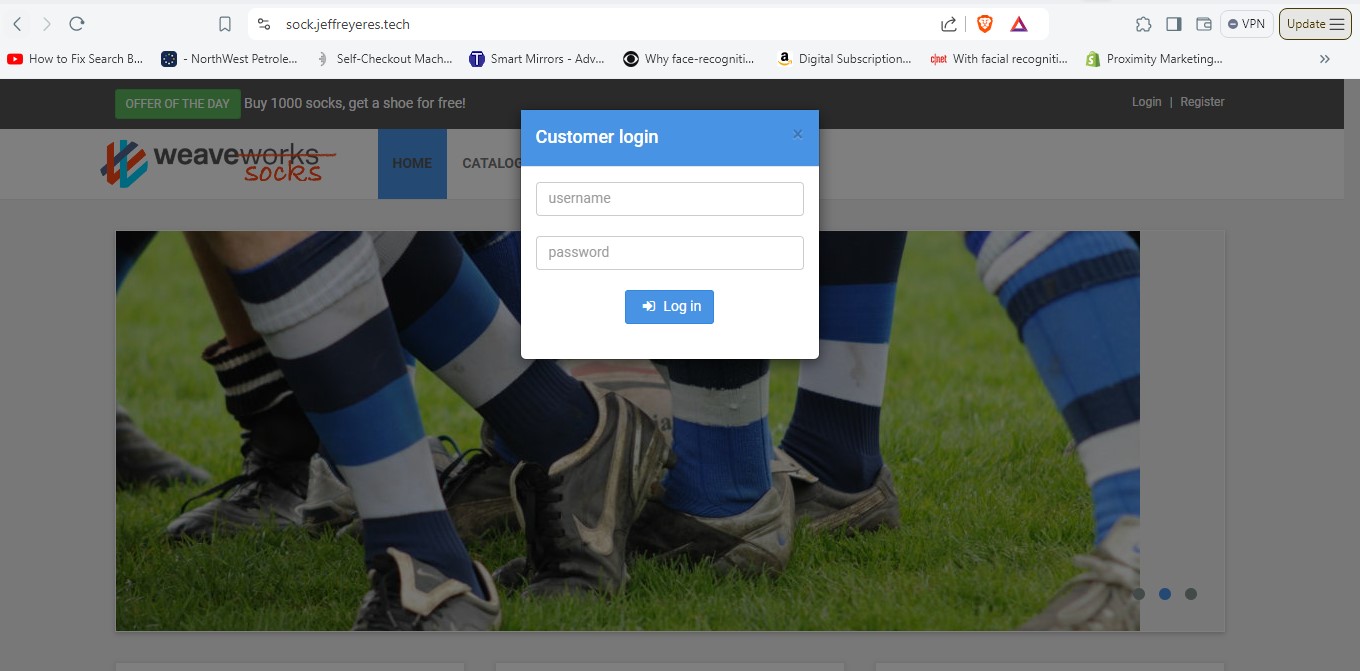 sock.jeffreyeres.tech
VPN
Update
How to Fix Search B...
- NorthWest Petrole...
Self-Checkout Mach...
Smart Mirrors - Adv...
Why face-recogniti...
Digital Subscription...
With facial recogniti...
Proximity Marketing...
OFFER OF THE DAY Buy 1000 socks, get a shoe for free!
Login | Register
weaveworks
socks
HOME
CATALOG
Customer login
×
username
password
Log in